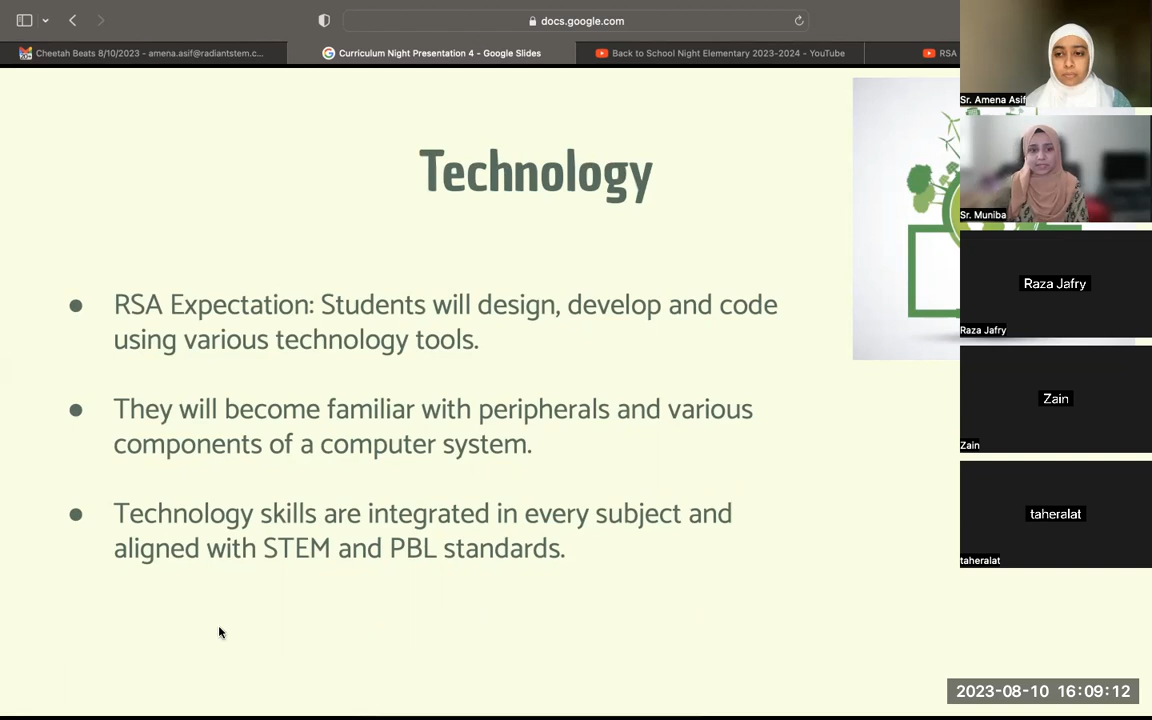 docs.google.com
Cheetah Beats 8/10/2023 - amena.asif@radiantstem.c...
Curriculum Night Presentation 4 - Google Slides
Back to School Night Elementary 2023-2024 - YouTube
RSA
Technology
RSA Expectation: Students will design, develop and code
using various technology tools.
They will become familiar with peripherals and various
components of a computer system.
Technology skills are integrated in every subject and
aligned with STEM and PBL standards.
Sr. Amena Asif
Sr. Muniba
Raza Jafry
Raza Jafry
Zain
Zain
taheralat
taheralat
2023-08-10 16:09:12